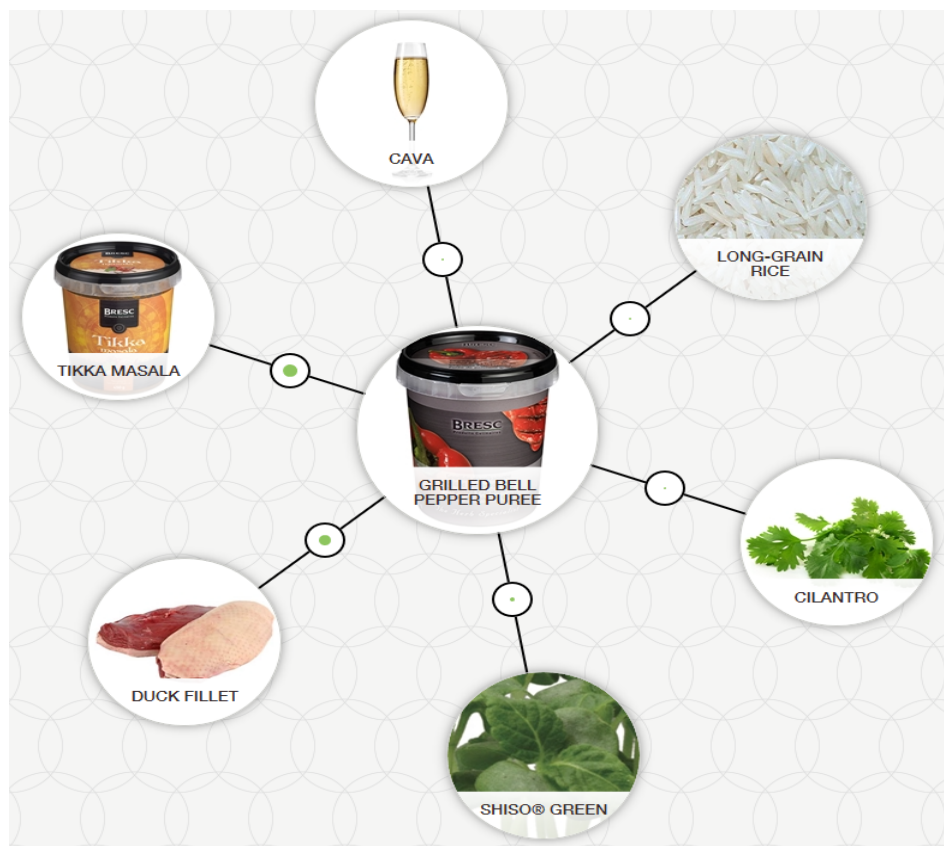 CAVA
LONG-GRAIN
RICE
BRESC
Tikka
masala
TIKKA MASALA
BRESC
GRILLED BELL
PEPPER PUREE
CILANTRO
DUCK FILLET
SHISO® GREEN